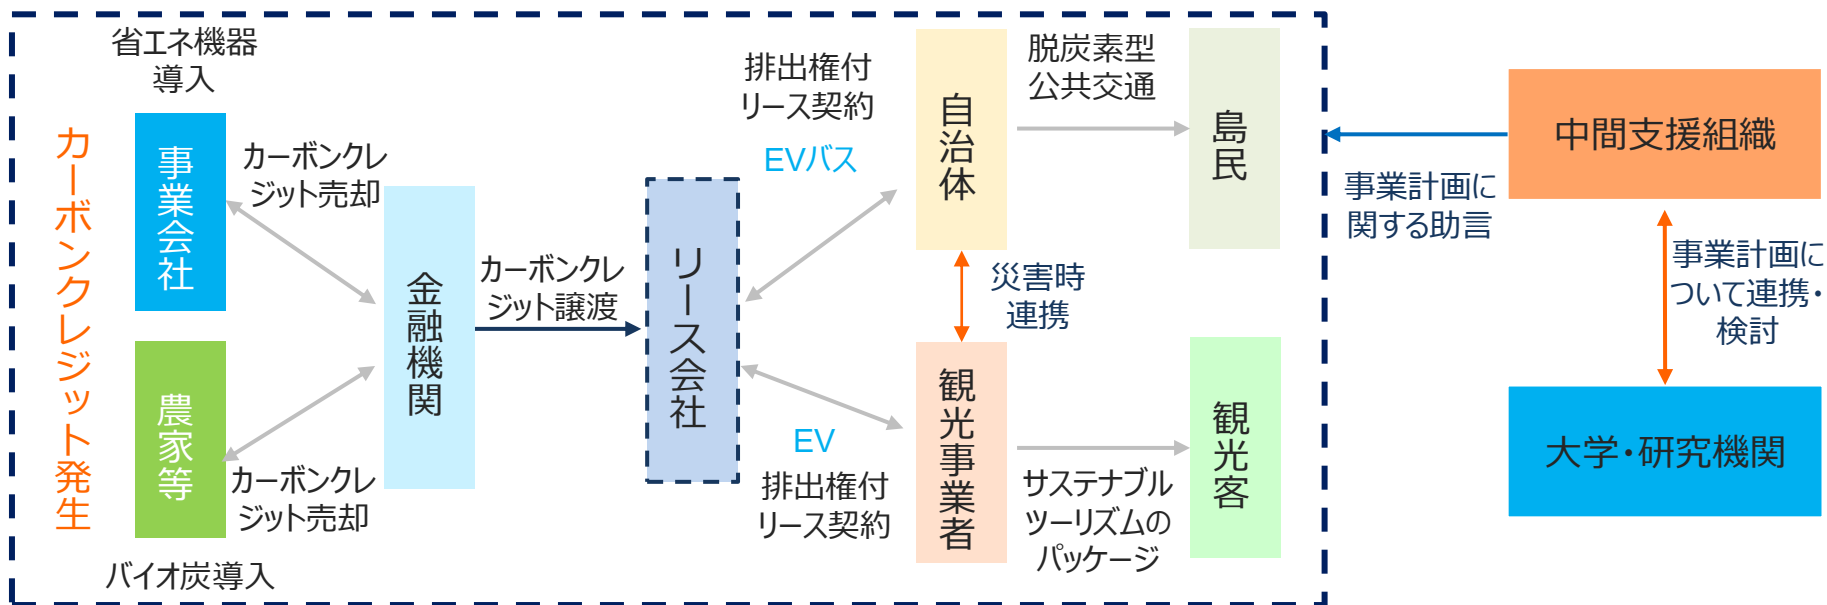 省エネ機器
導入
カーボンクレジット発生
事業会社
カーボンクレ
ジット売却
農家等
カーボンクレ
ジット売却
バイオ炭導入
金融機関
カーボンクレ
ジット譲渡
リース会社
排出権付
リース契約
EVバス
EV
排出権付
リース契約
自治体
災害時
連携
観光事業者
脱炭素型
公共交通
島民
サステナブル
ツーリズムの
パッケージ
観光客
事業計画に
関する助言
中間支援組織
事業計画に
ついて連携・
検討
大学・研究機関